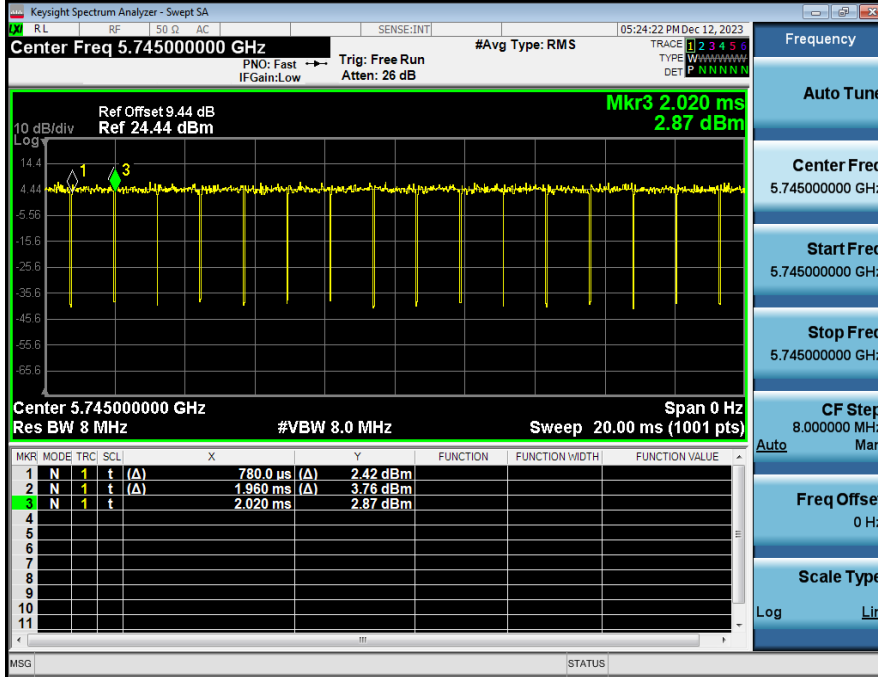 Keysight Spectrum Analyzer - Swept SA
LXI RL RF 50 Ω AC SENSE:INT 05:24:22 PM Dec 12, 2023
Center Freq 5.745000000 GHz #Avg Type: RMS TRACE 1 2 3 4 5 6
PNO: Fast Trig: Free Run TYPE W W W W W W
IFGain:Low Atten: 26 dB DET P N N N N N
Frequency
Auto Tune
Center Freq
5.745000000 GHz
Start Freq
5.745000000 GHz
Stop Freq
5.745000000 GHz
CF Step
8.000000 MHz
Auto Man
Freq Offset
0 Hz
Scale Type
Log Lin
Mkr3 2.020 ms
2.87 dBm
Ref Offset 9.44 dB
10 dB/div Ref 24.44 dBm
Log
14.4
4.44
-5.56
-15.6
-25.6
-35.6
-45.6
-55.6
-65.6
1
3
Center 5.745000000 GHz Span 0 Hz
Res BW 8 MHz #VBW 8.0 MHz Sweep 20.00 ms (1001 pts)
MKR MODE TRC SCL X Y FUNCTION FUNCTION WIDTH FUNCTION VALUE
1 N 1 t (Δ) 780.0 µs (Δ) 2.42 dBm
2 N 1 t (Δ) 1.960 ms (Δ) 3.76 dBm
3 N 1 t 2.020 ms 2.87 dBm
4
5
6
7
8
9
10
11
MSG STATUS